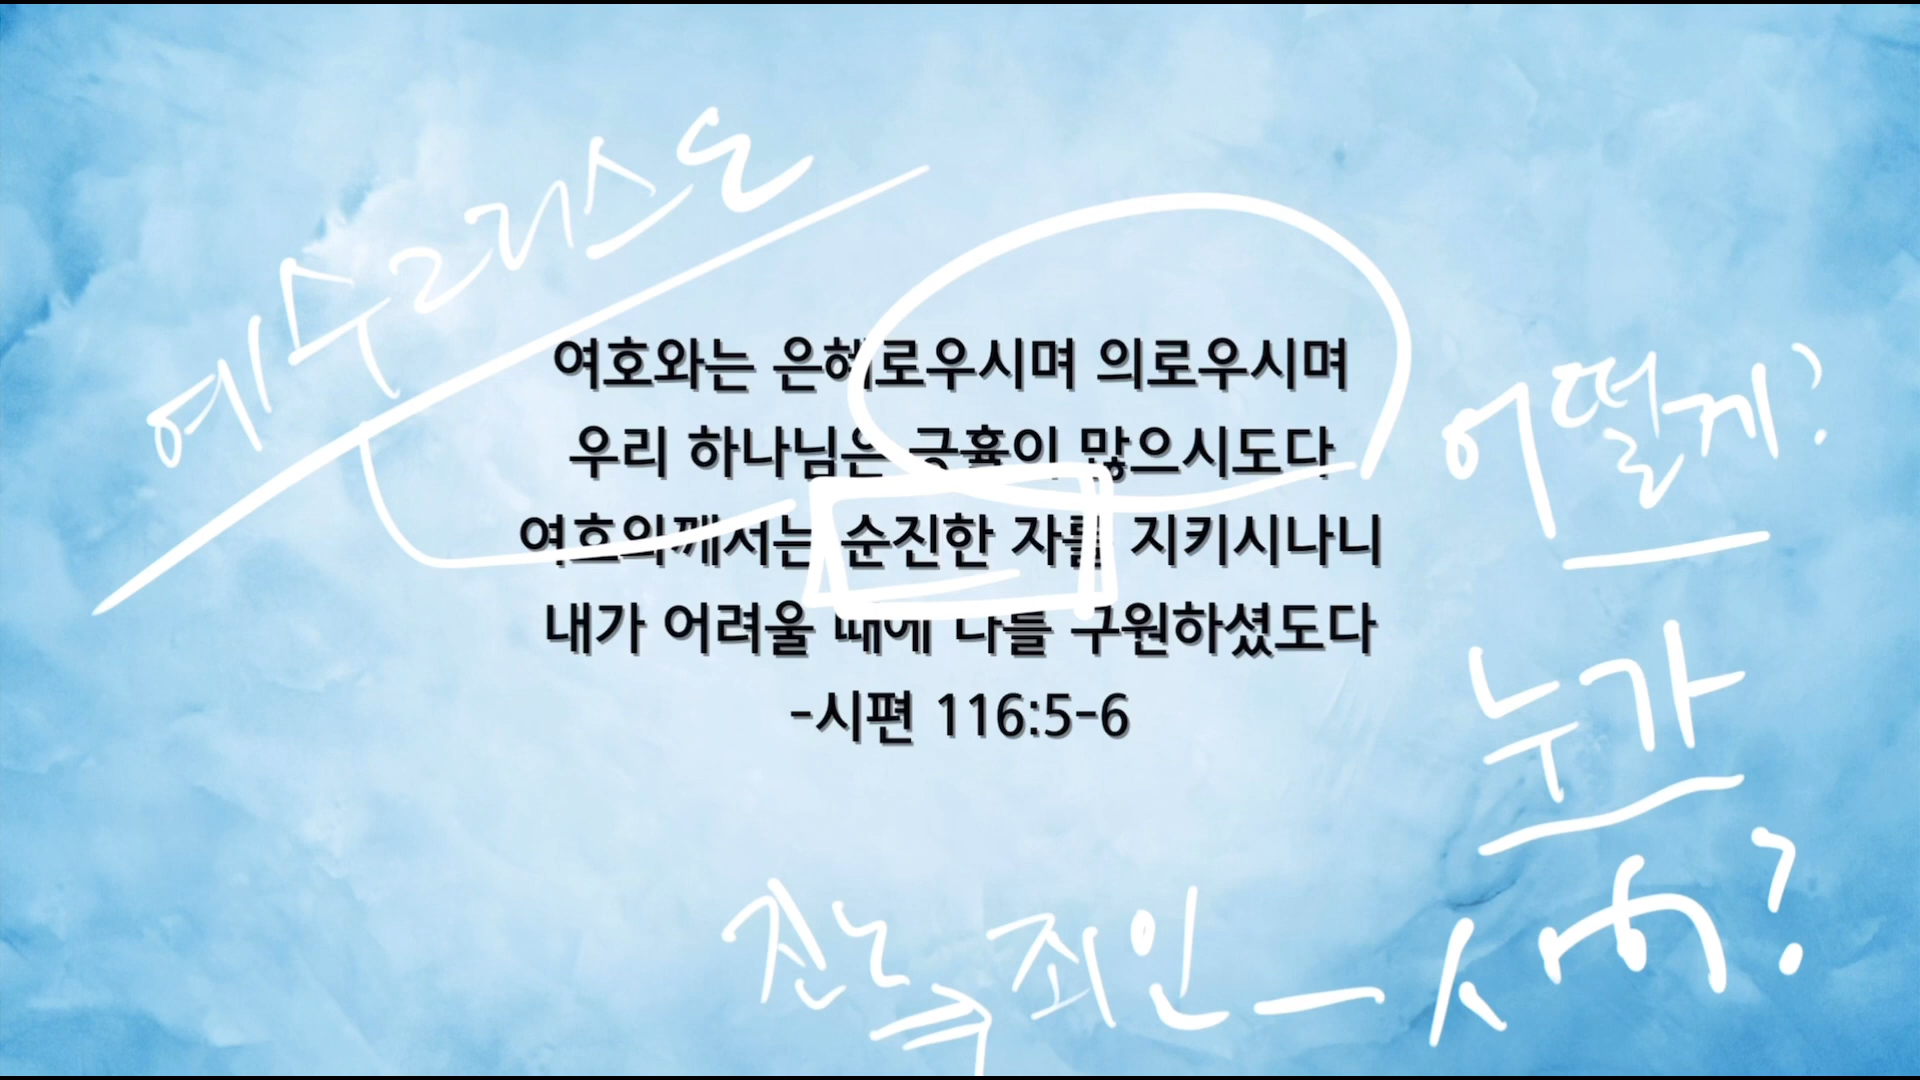 예수그리스도
여호와는 은혜로우시며 의로우시며
우리 하나님은 긍휼이 많으시도다
여호와께서는 순진한 자를 지키시나니
내가 어려울 때에 나를 구원하셨도다
-시편 116:5-6
어떻게?
누가
진노 ⇒ 죄인 —